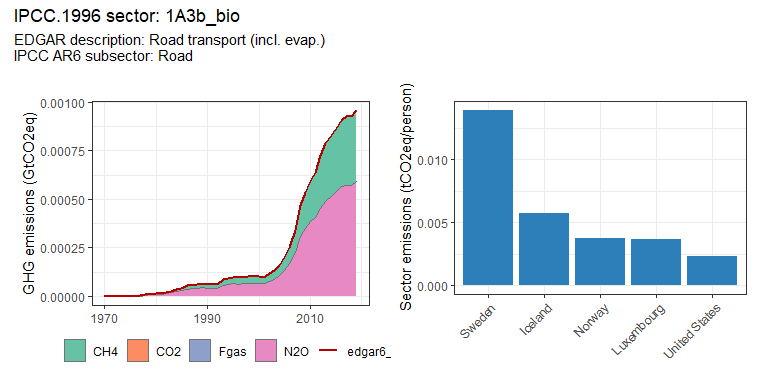 IPCC.1996 sector: 1A3b_bio
EDGAR description: Road transport (incl. evap.)
IPCC AR6 subsector: Road
GHG emissions (GtCO2eq)
0.00100
0.00075
0.00050
0.00025
0.00000
1970
1990
2010
CH4
CO2
Fgas
N2O
edgar6_
Sector emissions (tCO2eq/person)
0.010
0.005
0.000
Sweden
Iceland
Norway
Luxembourg
United States